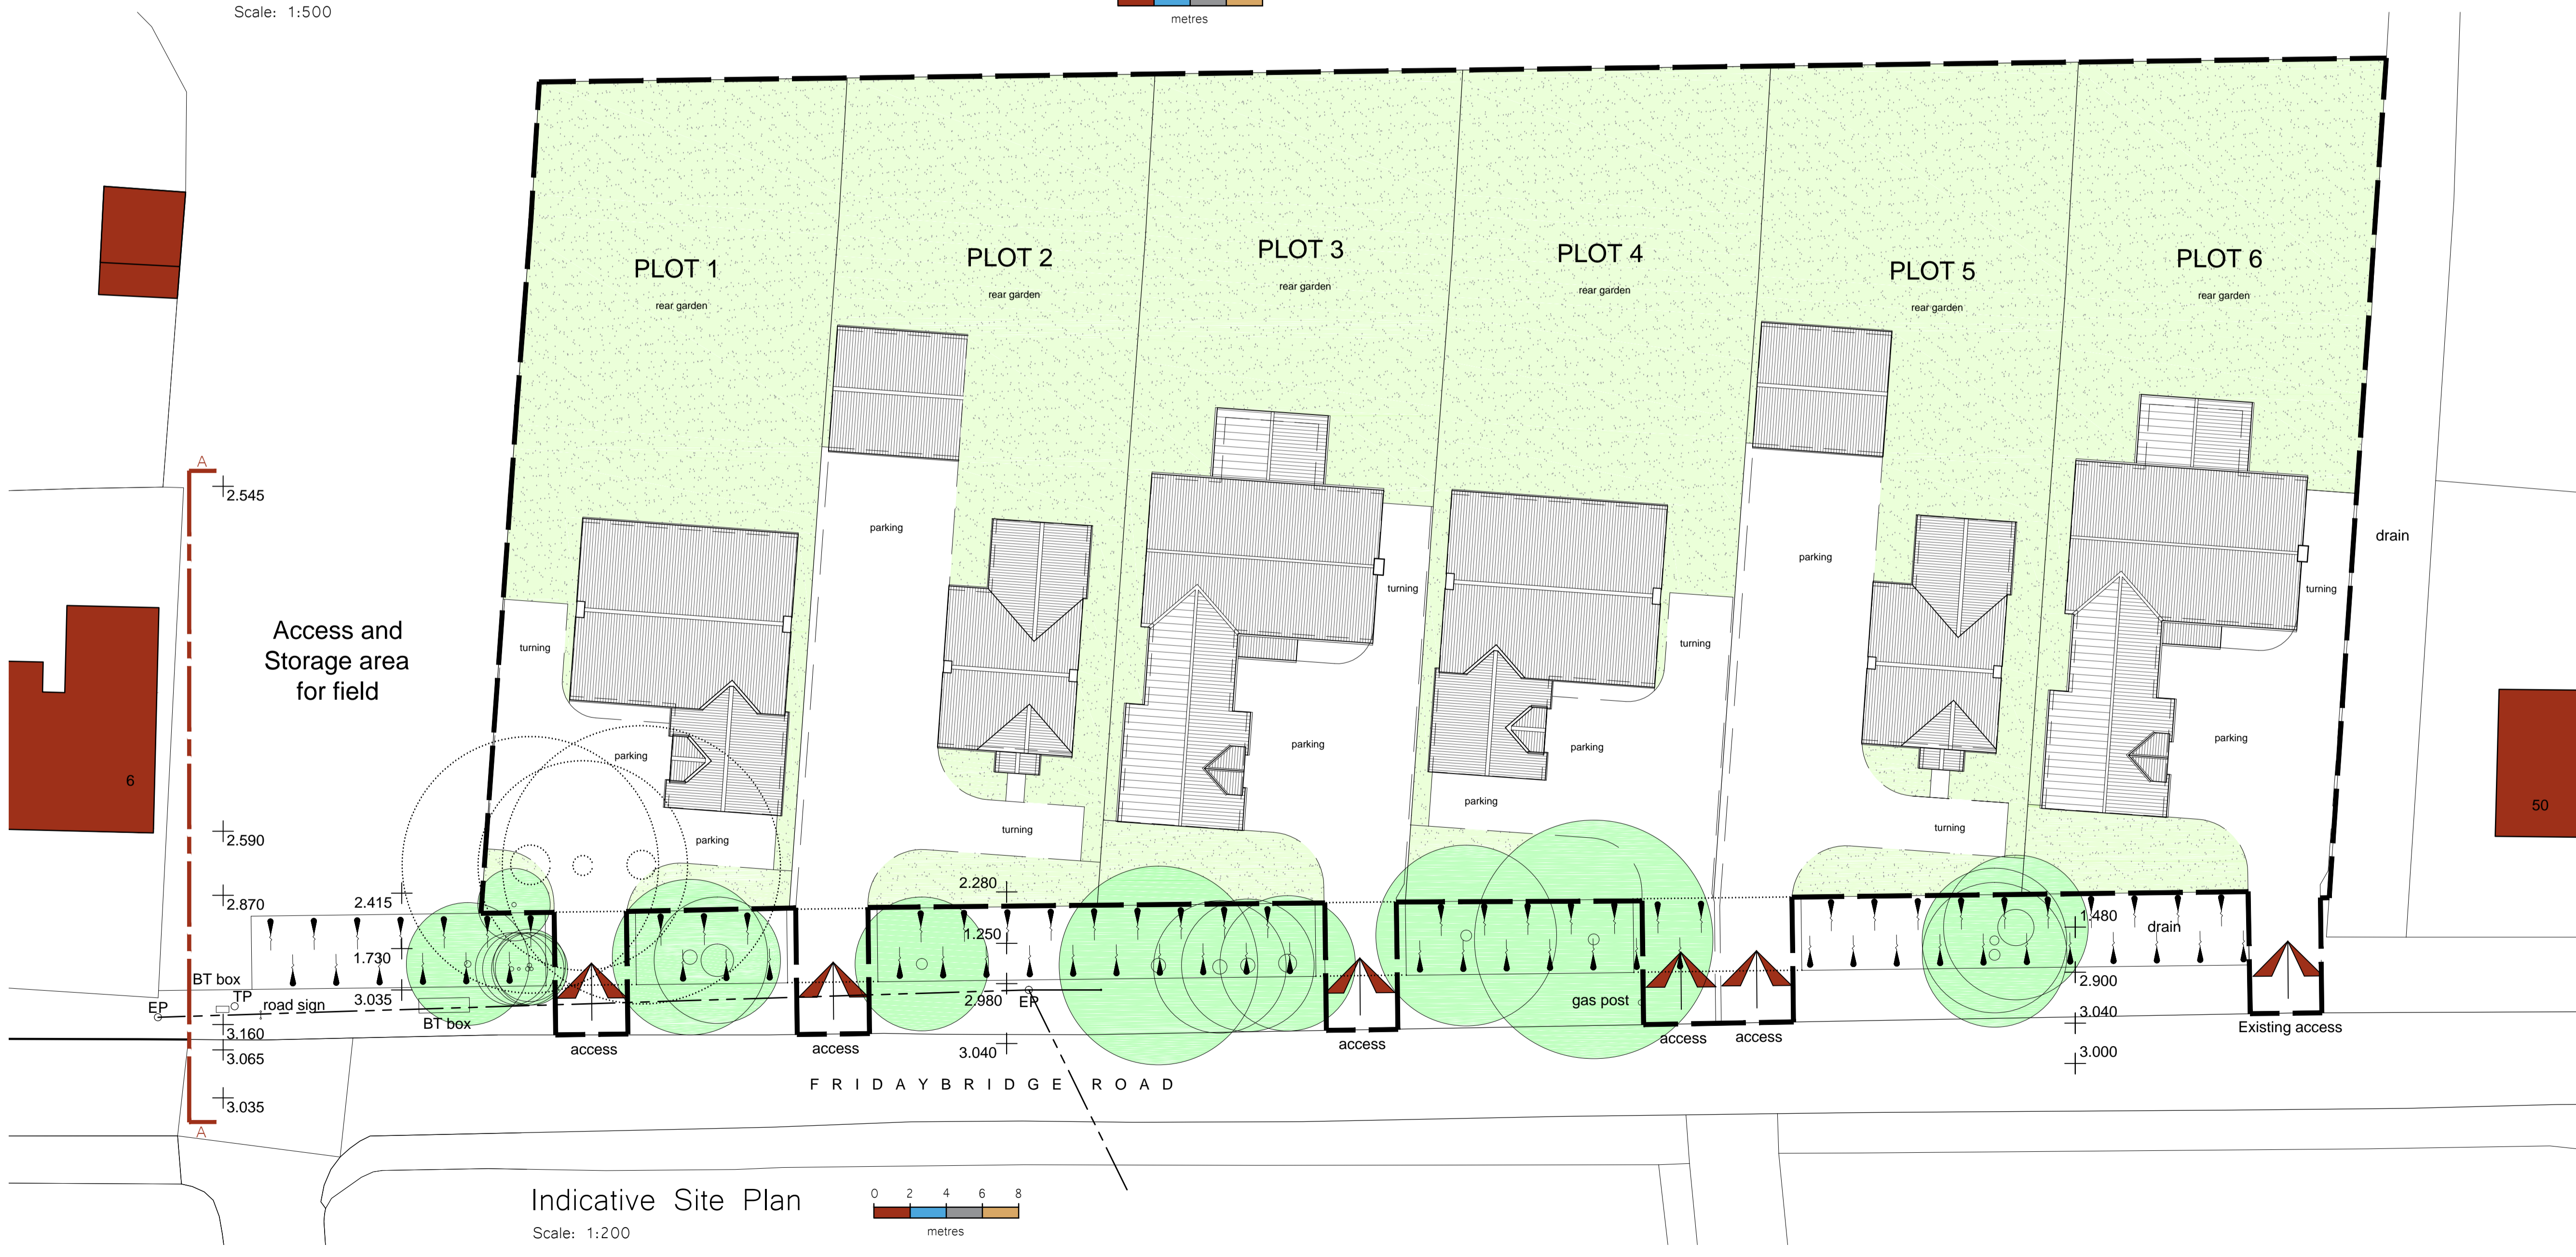 Scale: 1:500
metres
PLOT 1
rear garden
PLOT 2
rear garden
PLOT 3
rear garden
PLOT 4
rear garden
PLOT 5
rear garden
PLOT 6
rear garden
A
2.545
parking
parking
drain
turning
turning
Access and
Storage area
for field
turning
turning
parking
parking
parking
parking
6
parking
50
2.590
parking
turning
turning
2.870
2.415
2.280
1.480
1.730
1.250
drain
BT box
3.035
2.980
2.900
EP
TP
road sign
EP
gas post
3.040
3.160
BT box
Existing access
3.065
access
access
3.040
access
access
access
3.000
3.035
FRIDAYBRIDGE ROAD
A
Indicative Site Plan
0 2 4 6 8
Scale: 1:200
metres